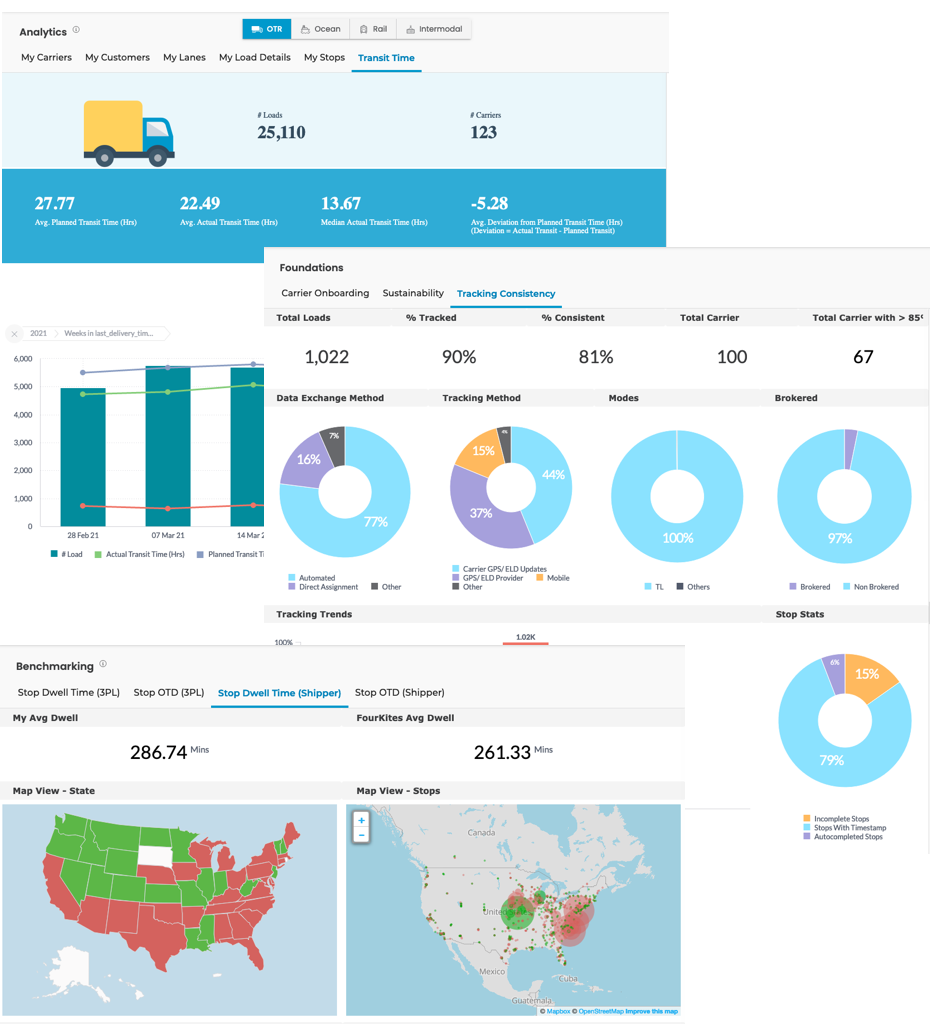 Analytics
OTR
Ocean
Rail
Intermodal
My Carriers My Customers My Lanes My Load Details My Stops Transit Time
# Loads
25,110
# Carriers
123
27.77
Avg. Planned Transit Time (Hrs)
22.49
Avg. Actual Transit Time (Hrs)
13.67
Median Actual Transit Time (Hrs)
-5.28
Avg. Deviation from Planned Transit Time (Hrs)
(Deviation = Actual Transit - Planned Transit)
2021
Weeks in last_delivery_tim...
6,000
5,000
4,000
3,000
2,000
1,000
0
28 Feb 21
07 Mar 21
14 Mar 2
# Load
Actual Transit Time (Hrs)
Planned Transit Ti
Foundations
Carrier Onboarding Sustainability Tracking Consistency
Total Loads
% Tracked
% Consistent
Total Carrier
Total Carrier with > 85
1,022
90%
81%
100
67
Data Exchange Method
7%
16%
77%
Automated
Direct Assignment
Other
Tracking Method
4%
15%
44%
37%
Carrier GPS/ ELD Updates
GPS/ ELD Provider
Mobile
Other
Modes
100%
TL
Others
Brokered
97%
Brokered
Non Brokered
Tracking Trends
100%
1.02K
Stop Stats
6%
15%
79%
Incomplete Stops
Stops With Timestamp
Autocompleted Stops
Benchmarking
Stop Dwell Time (3PL) Stop OTD (3PL) Stop Dwell Time (Shipper) Stop OTD (Shipper)
My Avg Dwell
FourKites Avg Dwell
286.74 Mins
261.33 Mins
Map View - State
Map View - Stops
+
−
Canada
United
Mexico
Cuba
Guatemala
© Mapbox © OpenStreetMap Improve this map